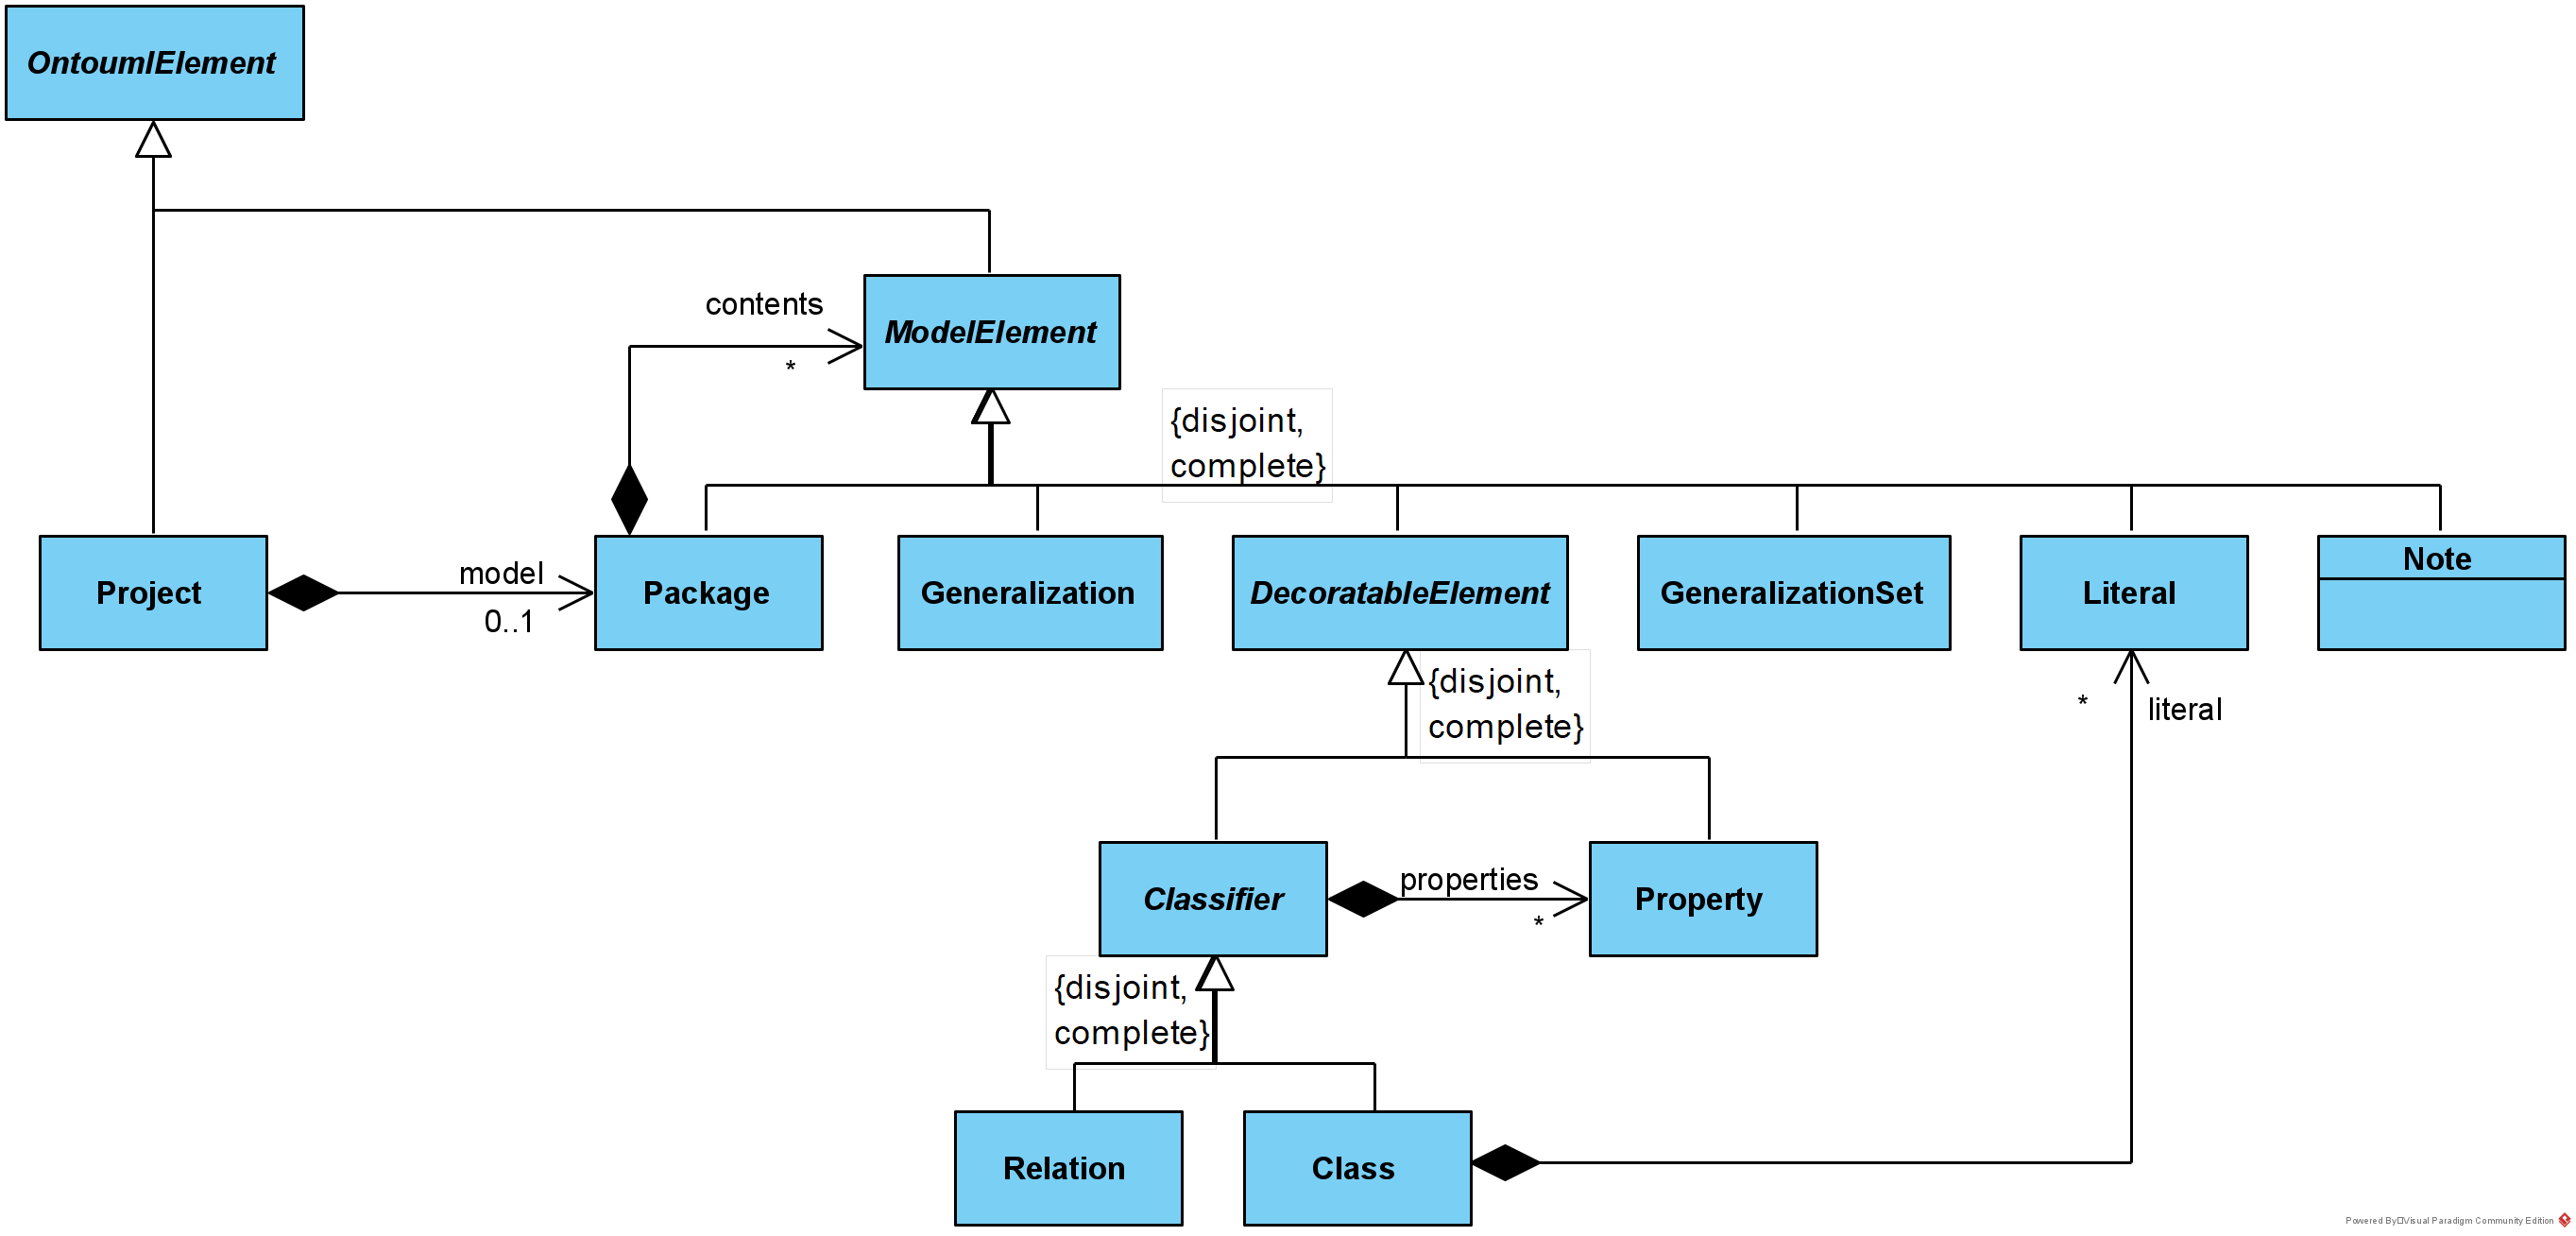 OntoumlElement
contents
*
ModelElement
{disjoint,
complete}
Project
model
0..1
Package
Generalization
DecoratableElement
GeneralizationSet
Literal
Note
{disjoint,
complete}
*
literal
Classifier
properties
*
Property
{disjoint,
complete}
Relation
Class
Powered By□Visual Paradigm Community Edition